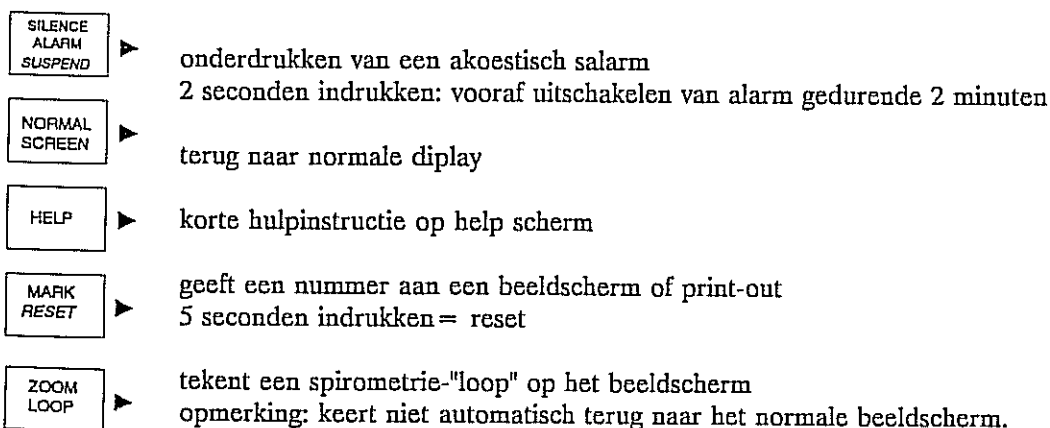 SILENCE
ALARM
SUSPEND
onderdrukken van een akoestisch salarm
2 seconden indrukken: vooraf uitschakelen van alarm gedurende 2 minuten
NORMAL
SCREEN
terug naar normale diplay
HELP
korte hulpinstructie op help scherm
MARK
RESET
geeft een nummer aan een beeldscherm of print-out
5 seconden indrukken= reset
ZOOM
LOOP
tekent een spirometrie-"loop" op het beeldscherm
opmerking: keert niet automatisch terug naar het normale beeldscherm.